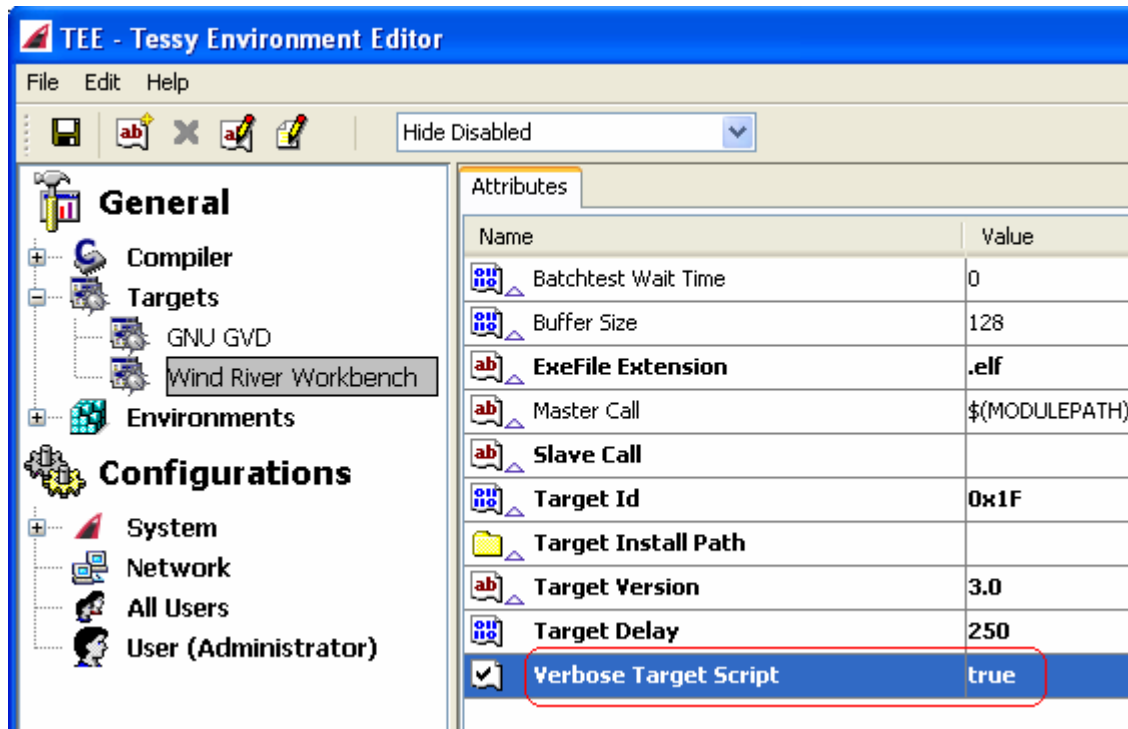 TEE - Tessy Environment Editor
File Edit Help
Hide Disabled
General
Compiler
Targets
GNU GVD
Wind River Workbench
Environments
Configurations
System
Network
All Users
User (Administrator)
Attributes
Name Value
Batchtest Wait Time 0
Buffer Size 128
ExeFile Extension .elf
Master Call $(MODULEPATH)
Slave Call
Target Id 0x1F
Target Install Path
Target Version 3.0
Target Delay 250
Verbose Target Script true